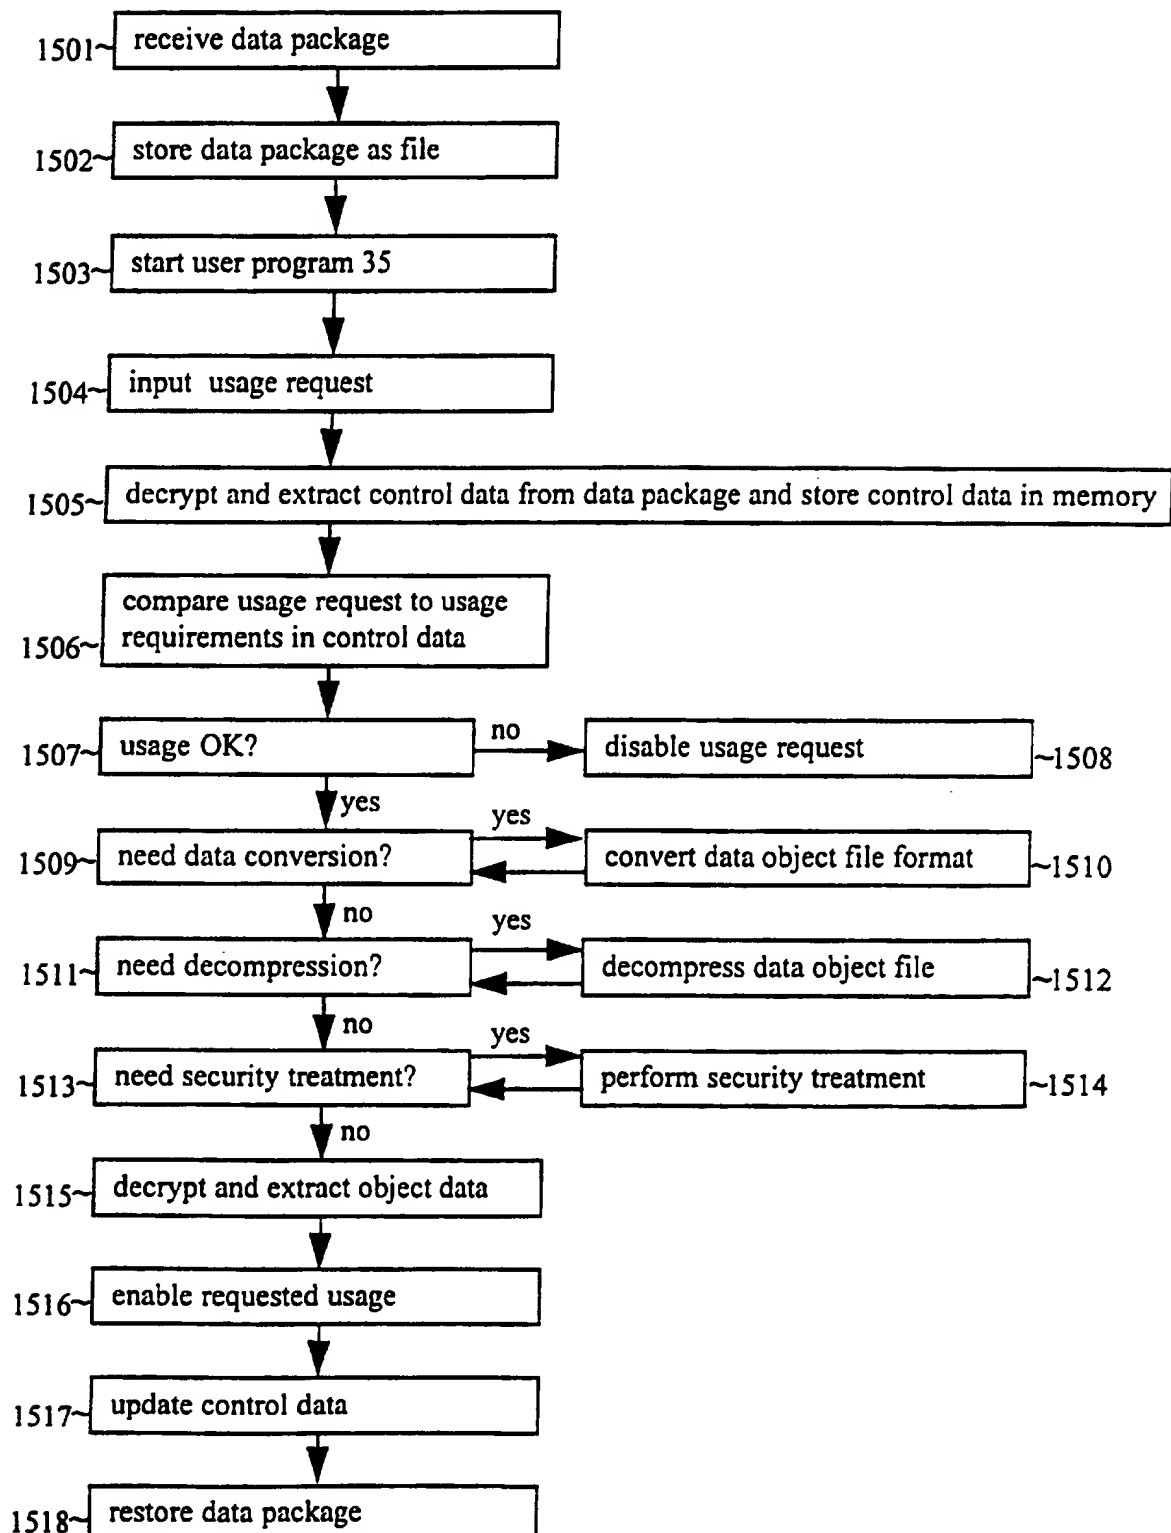 1501~ receive data package
1502~ store data package as file
1503~ start user program 35
1504~ input usage request
1505~ decrypt and extract control data from data package and store control data in memory
compare usage request to usage
1506~ requirements in control data
1507~ usage OK? no disable usage request ~1508
yes
yes
1509~ need data conversion? convert data object file format ~1510
no
yes
1511~ need decompression? decompress data object file ~1512
no
yes
1513~ need security treatment? perform security treatment ~1514
no
1515~ decrypt and extract object data
1516~ enable requested usage
1517~ update control data
1518~ restore data package